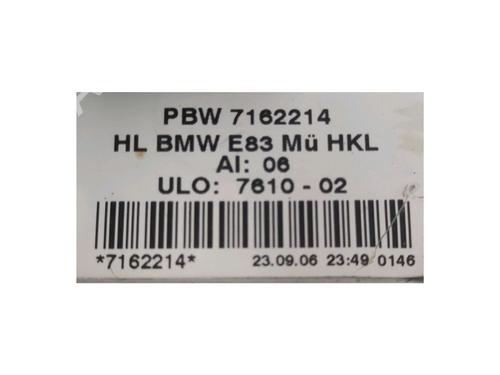 PBW 7162214
HL BMW E83 Mü HKL
AI: 06
ULO: 7610 - 02
*7162214* 23.09.06 23:49 0146